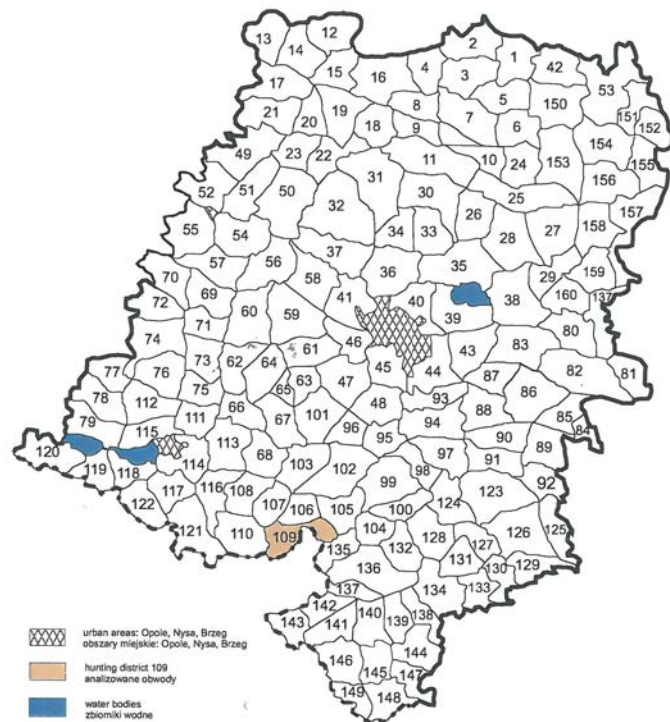 12
13 14 2 1
15 16 4 3 42 53
17 5
21 20 19 18 8 7 150 151
9 6 152
49 23 22 11 10 24 153 154 155
52 51 50 31 30 25 156
55 54 32 34 33 26 28 27 158 157
57 56 37 36 35 29 159
70 69 58 41 40 38 160 137
72 60 59 39 80
74 71 46 45 44 43 83
73 62 64 61 82 81
77 76 75 65 63 47 87 86
78 112 66 67 101 48 93 88 85 84
79 111 96 94
115 113 95 90 89
120 119 118 114 68 103 102 97 91
117 116 108 99 98 92
122 107 106 105 100 124 123
121 110 109 104 128 126 125
135 132 127
136 131 130 129
137 134 133
143 142 141 140 139 138
146 145 144
149 148 147
urban areas: Opole, Nysa, Brzeg
obszary miejskie: Opole, Nysa, Brzeg
hunting district 109
analizowane obwody
water bodies
zbiorniki wodne